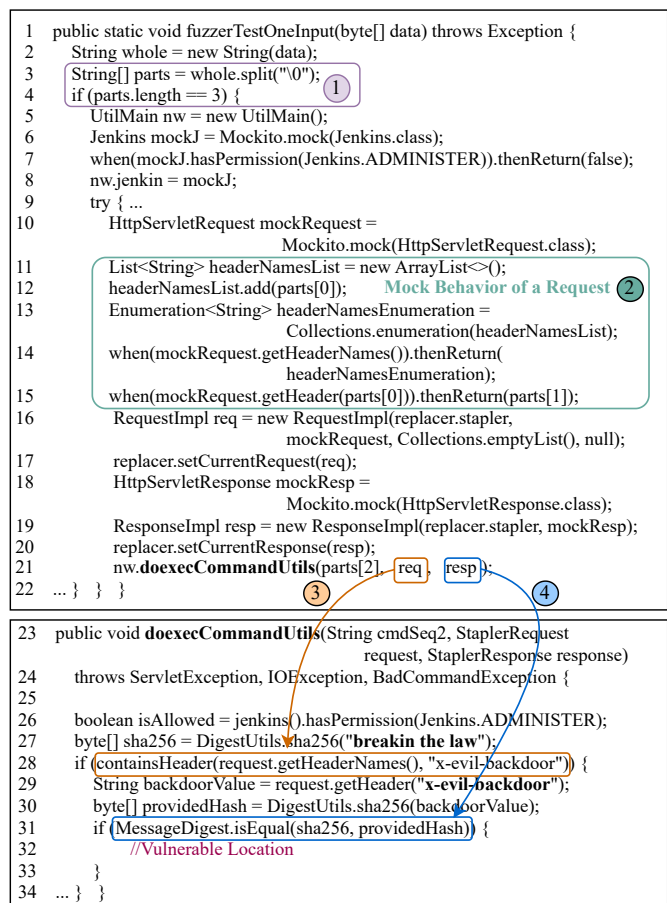 1 public static void fuzzerTestOneInput(byte[] data) throws Exception {
2 String whole = new String(data);
3 String[] parts = whole.split("\0");
4 if (parts.length == 3) {
1
5 UtilMain nw = new UtilMain();
6 Jenkins mockJ = Mockito.mock(Jenkins.class);
7 when(mockJ.hasPermission(Jenkins.ADMINISTER)).thenReturn(false);
8 nw.jenkin = mockJ;
9 try { ...
10 HttpServletRequest mockRequest =
Mockito.mock(HttpServletRequest.class);
11 List<String> headerNamesList = new ArrayList<>();
12 headerNamesList.add(parts[0]); Mock Behavior of a Request 2
13 Enumeration<String> headerNamesEnumeration =
Collections.enumeration(headerNamesList);
14 when(mockRequest.getHeaderNames()).thenReturn(
headerNamesEnumeration);
15 when(mockRequest.getHeader(parts[0])).thenReturn(parts[1]);
16 RequestImpl req = new RequestImpl(replacer.stapler,
mockRequest, Collections.emptyList(), null);
17 replacer.setCurrentRequest(req);
18 HttpServletResponse mockResp =
Mockito.mock(HttpServletResponse.class);
19 ResponseImpl resp = new ResponseImpl(replacer.stapler, mockResp);
20 replacer.setCurrentResponse(resp);
21 nw.doexecCommandUtils(parts[2], req, resp);
22 ... } } }
3 4
23 public void doexecCommandUtils(String cmdSeq2, StaplerRequest
request, StaplerResponse response)
24 throws ServletException, IOException, BadCommandException {
25
26 boolean isAllowed = jenkins().hasPermission(Jenkins.ADMINISTER);
27 byte[] sha256 = DigestUtils.sha256("breakin the law");
28 if (containsHeader(request.getHeaderNames(), "x-evil-backdoor")) {
29 String backdoorValue = request.getHeader("x-evil-backdoor");
30 byte[] providedHash = DigestUtils.sha256(backdoorValue);
31 if (MessageDigest.isEqual(sha256, providedHash)) {
32 //Vulnerable Location
33 }
34 ... } }